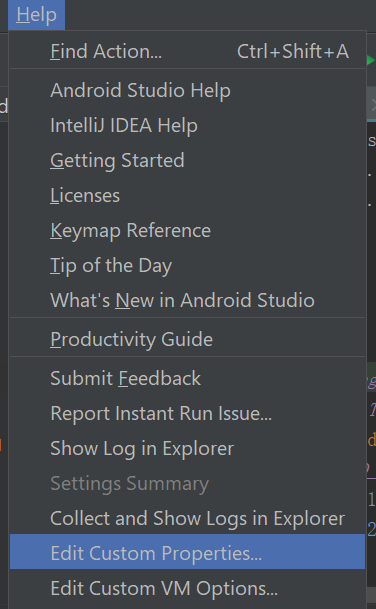 Help
Find Action... Ctrl+Shift+A
Android Studio Help
IntelliJ IDEA Help
Getting Started
Licenses
Keymap Reference
Tip of the Day
What's New in Android Studio
Productivity Guide
Submit Feedback
Report Instant Run Issue...
Show Log in Explorer
Settings Summary
Collect and Show Logs in Explorer
Edit Custom Properties...
Edit Custom VM Options...